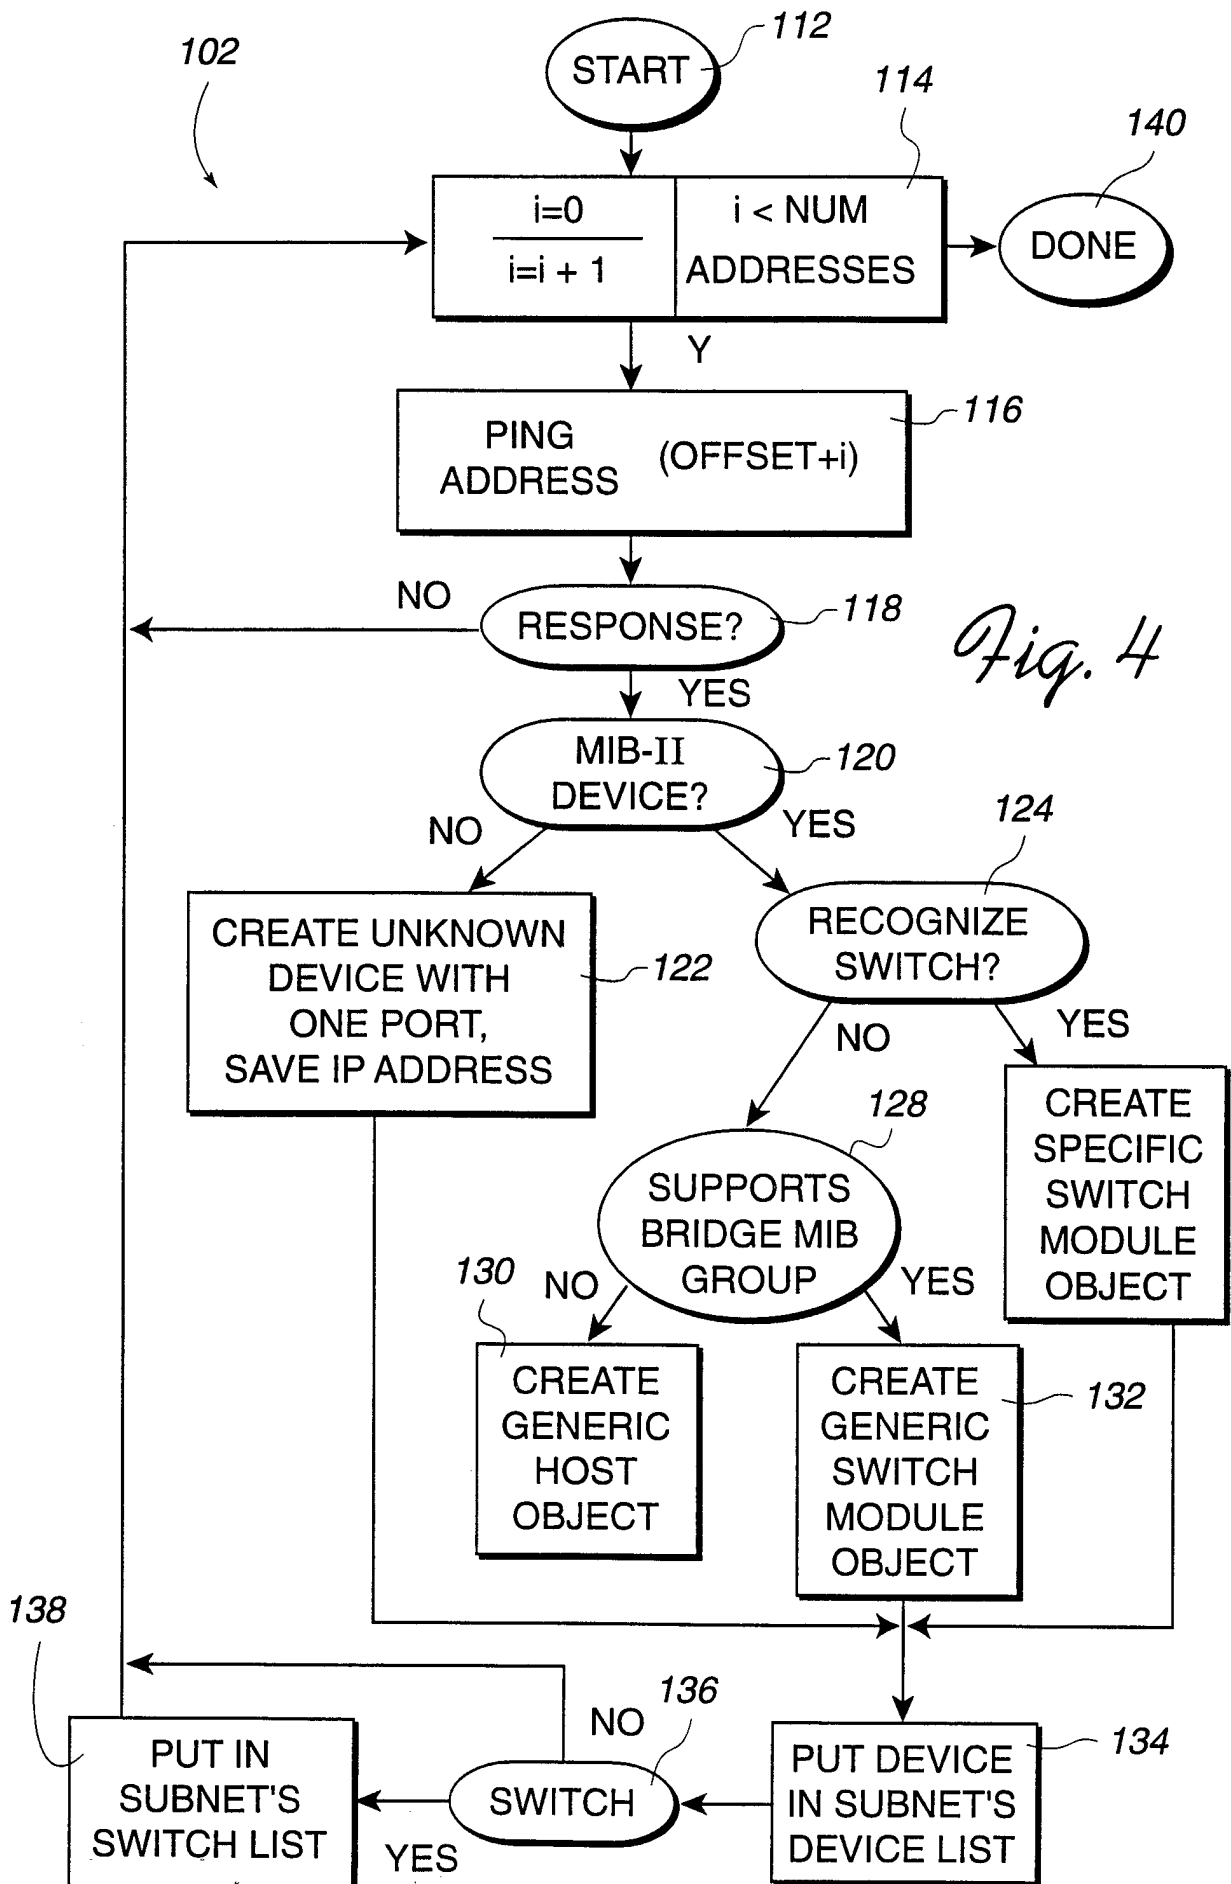 112
START
102
114
140
i=0
i=i + 1
i < NUM
ADDRESSES
DONE
Y
116
PING
ADDRESS
(OFFSET+i)
NO
RESPONSE?
118
Fig. 4
YES
MIB-II
DEVICE?
120
NO
YES
124
RECOGNIZE
SWITCH?
CREATE UNKNOWN
DEVICE WITH
ONE PORT,
SAVE IP ADDRESS
122
NO
YES
128
CREATE
SPECIFIC
SWITCH
MODULE
OBJECT
SUPPORTS
BRIDGE MIB
GROUP
130
NO
YES
CREATE
GENERIC
HOST
OBJECT
CREATE
GENERIC
SWITCH
MODULE
OBJECT
132
138
136
NO
PUT IN
SUBNET'S
SWITCH LIST
YES
SWITCH
PUT DEVICE
IN SUBNET'S
DEVICE LIST
134